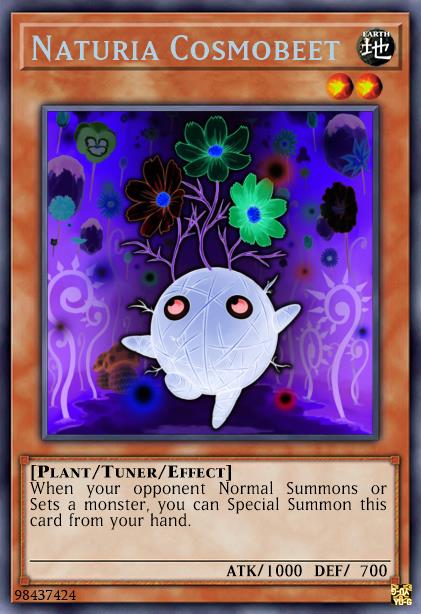 NATURIA COSMOBEET
EARTH
地
[PLANT/TUNER/EFFECT]
When your opponent Normal Summons or
Sets a monster, you can Special Summon this
card from your hand.
ATK/1000 DEF/ 700
98437424